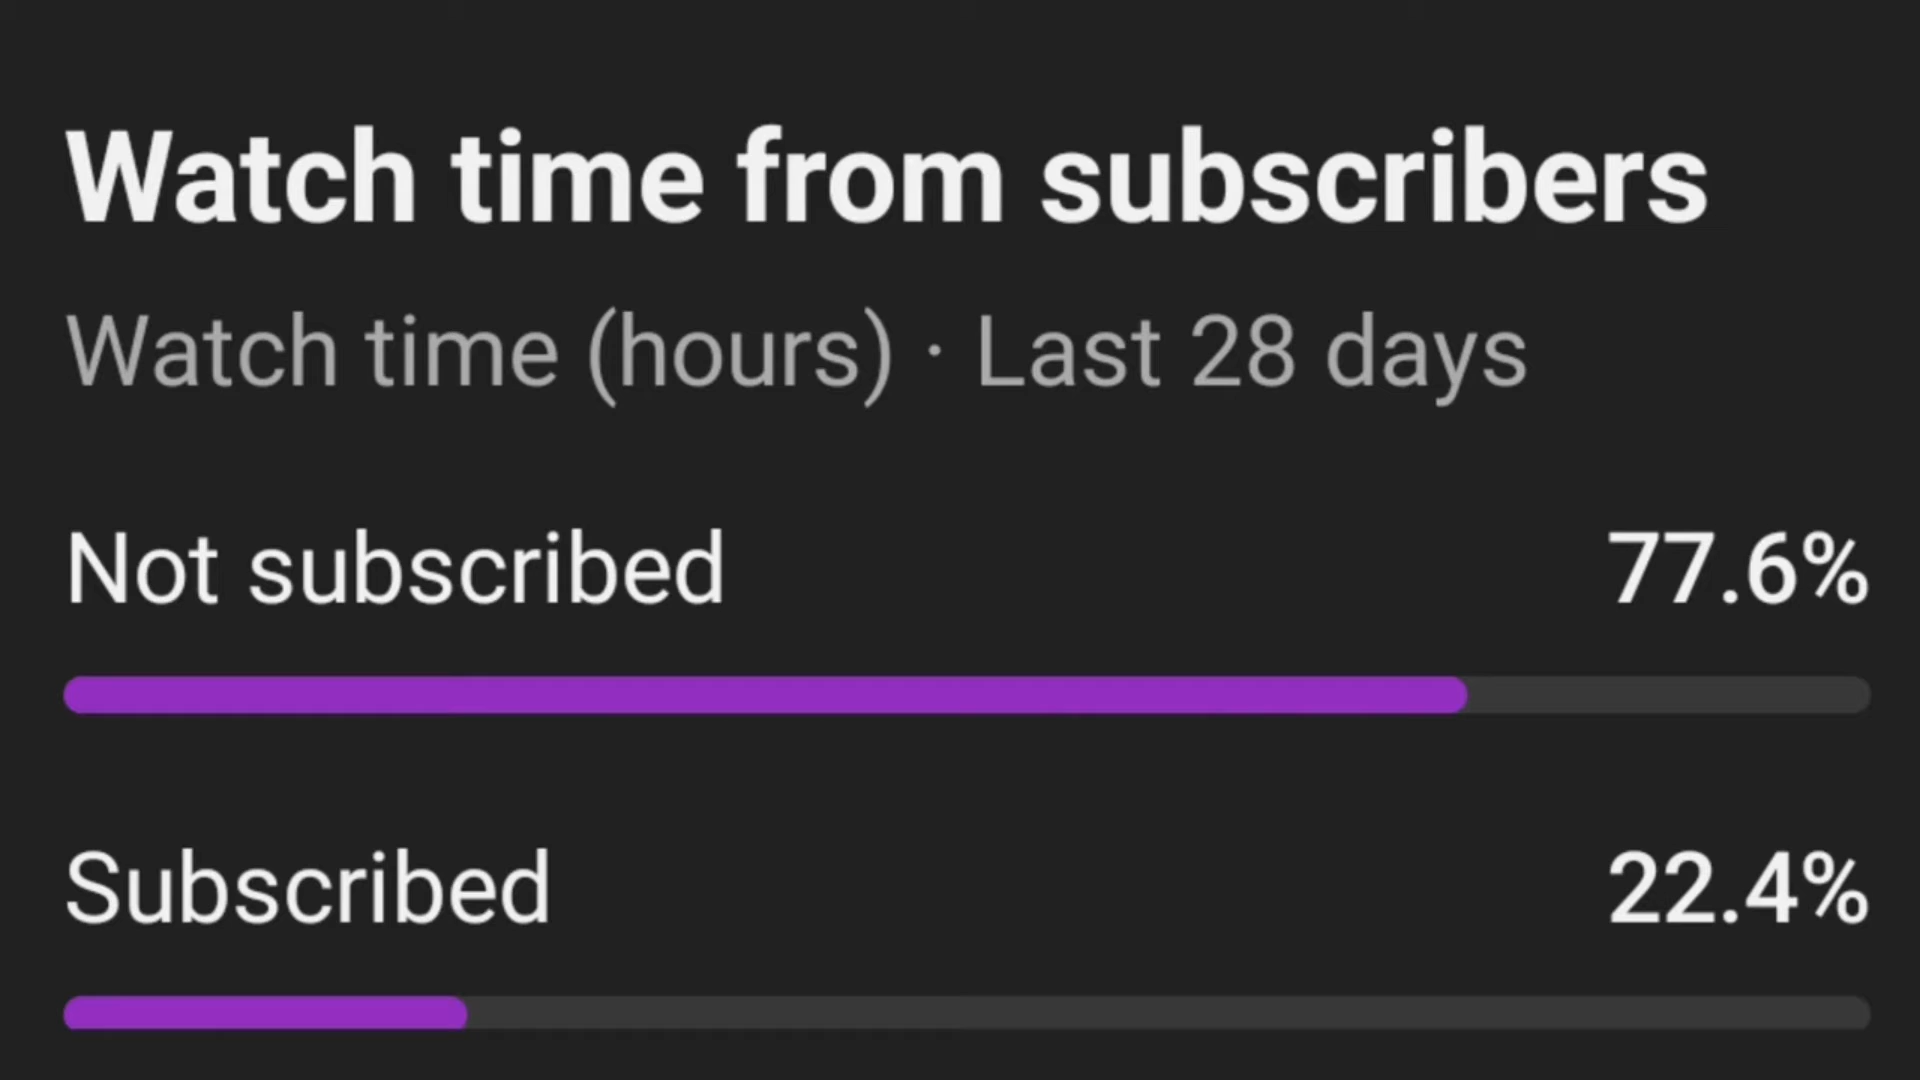 Watch time from subscribers
Watch time (hours) · Last 28 days
Not subscribed 77.6%
Subscribed 22.4%